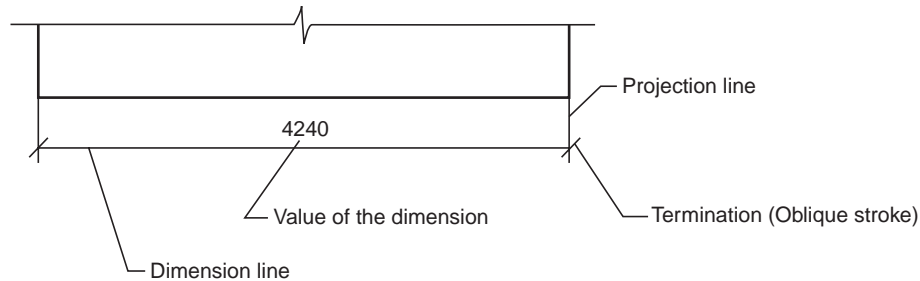 Projection line
4240
Value of the dimension
Termination (Oblique stroke)
Dimension line